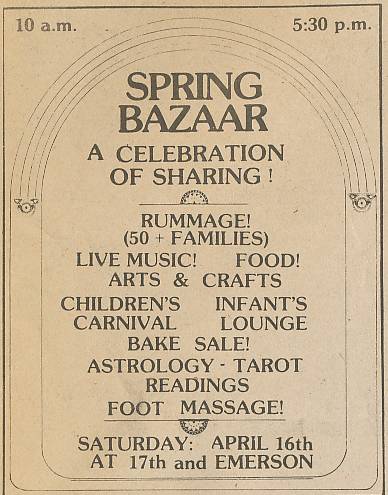 10 a.m. 5:30 p.m.
SPRING
BAZAAR
A CELEBRATION
OF SHARING!
RUMMAGE!
(50 + FAMILIES)
LIVE MUSIC! FOOD!
ARTS & CRAFTS
CHILDREN'S INFANT'S
CARNIVAL LOUNGE
BAKE SALE!
ASTROLOGY - TAROT
READINGS
FOOT MASSAGE!
SATURDAY: APRIL 16th
AT 17th and EMERSON